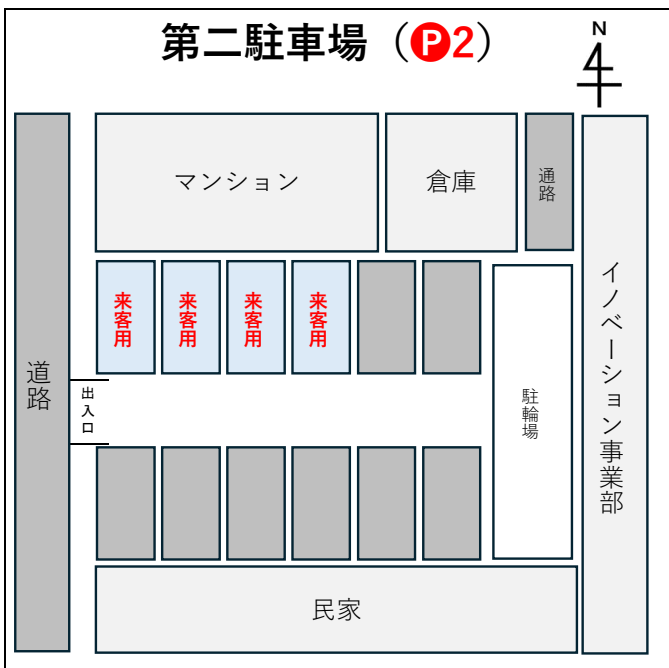 第二駐車場（P2）
N
マンション
倉庫
通路
イノベーション事業部
来客用
来客用
来客用
来客用
道路
出入口
駐輪場
民家